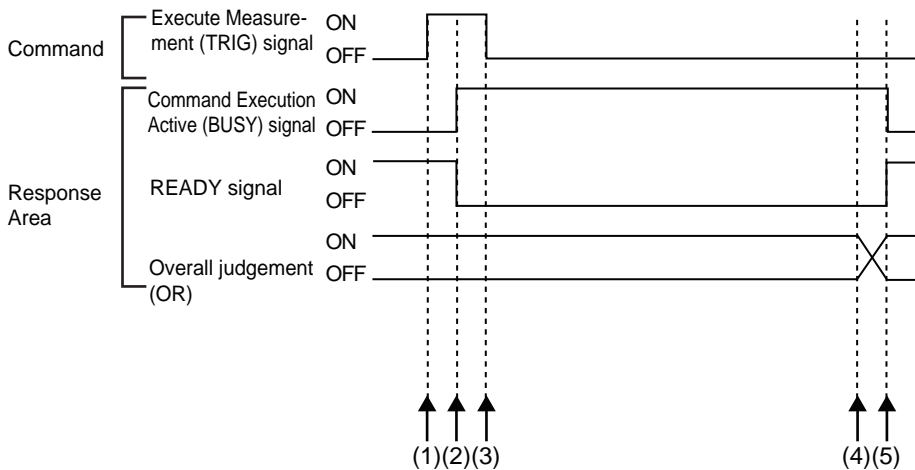 Command
Execute Measure-
ment (TRIG) signal
ON
OFF
Response
Area
Command Execution
Active (BUSY) signal
ON
OFF
READY signal
ON
OFF
Overall judgement
(OR)
ON
OFF
(1)(2)(3) (4)(5)